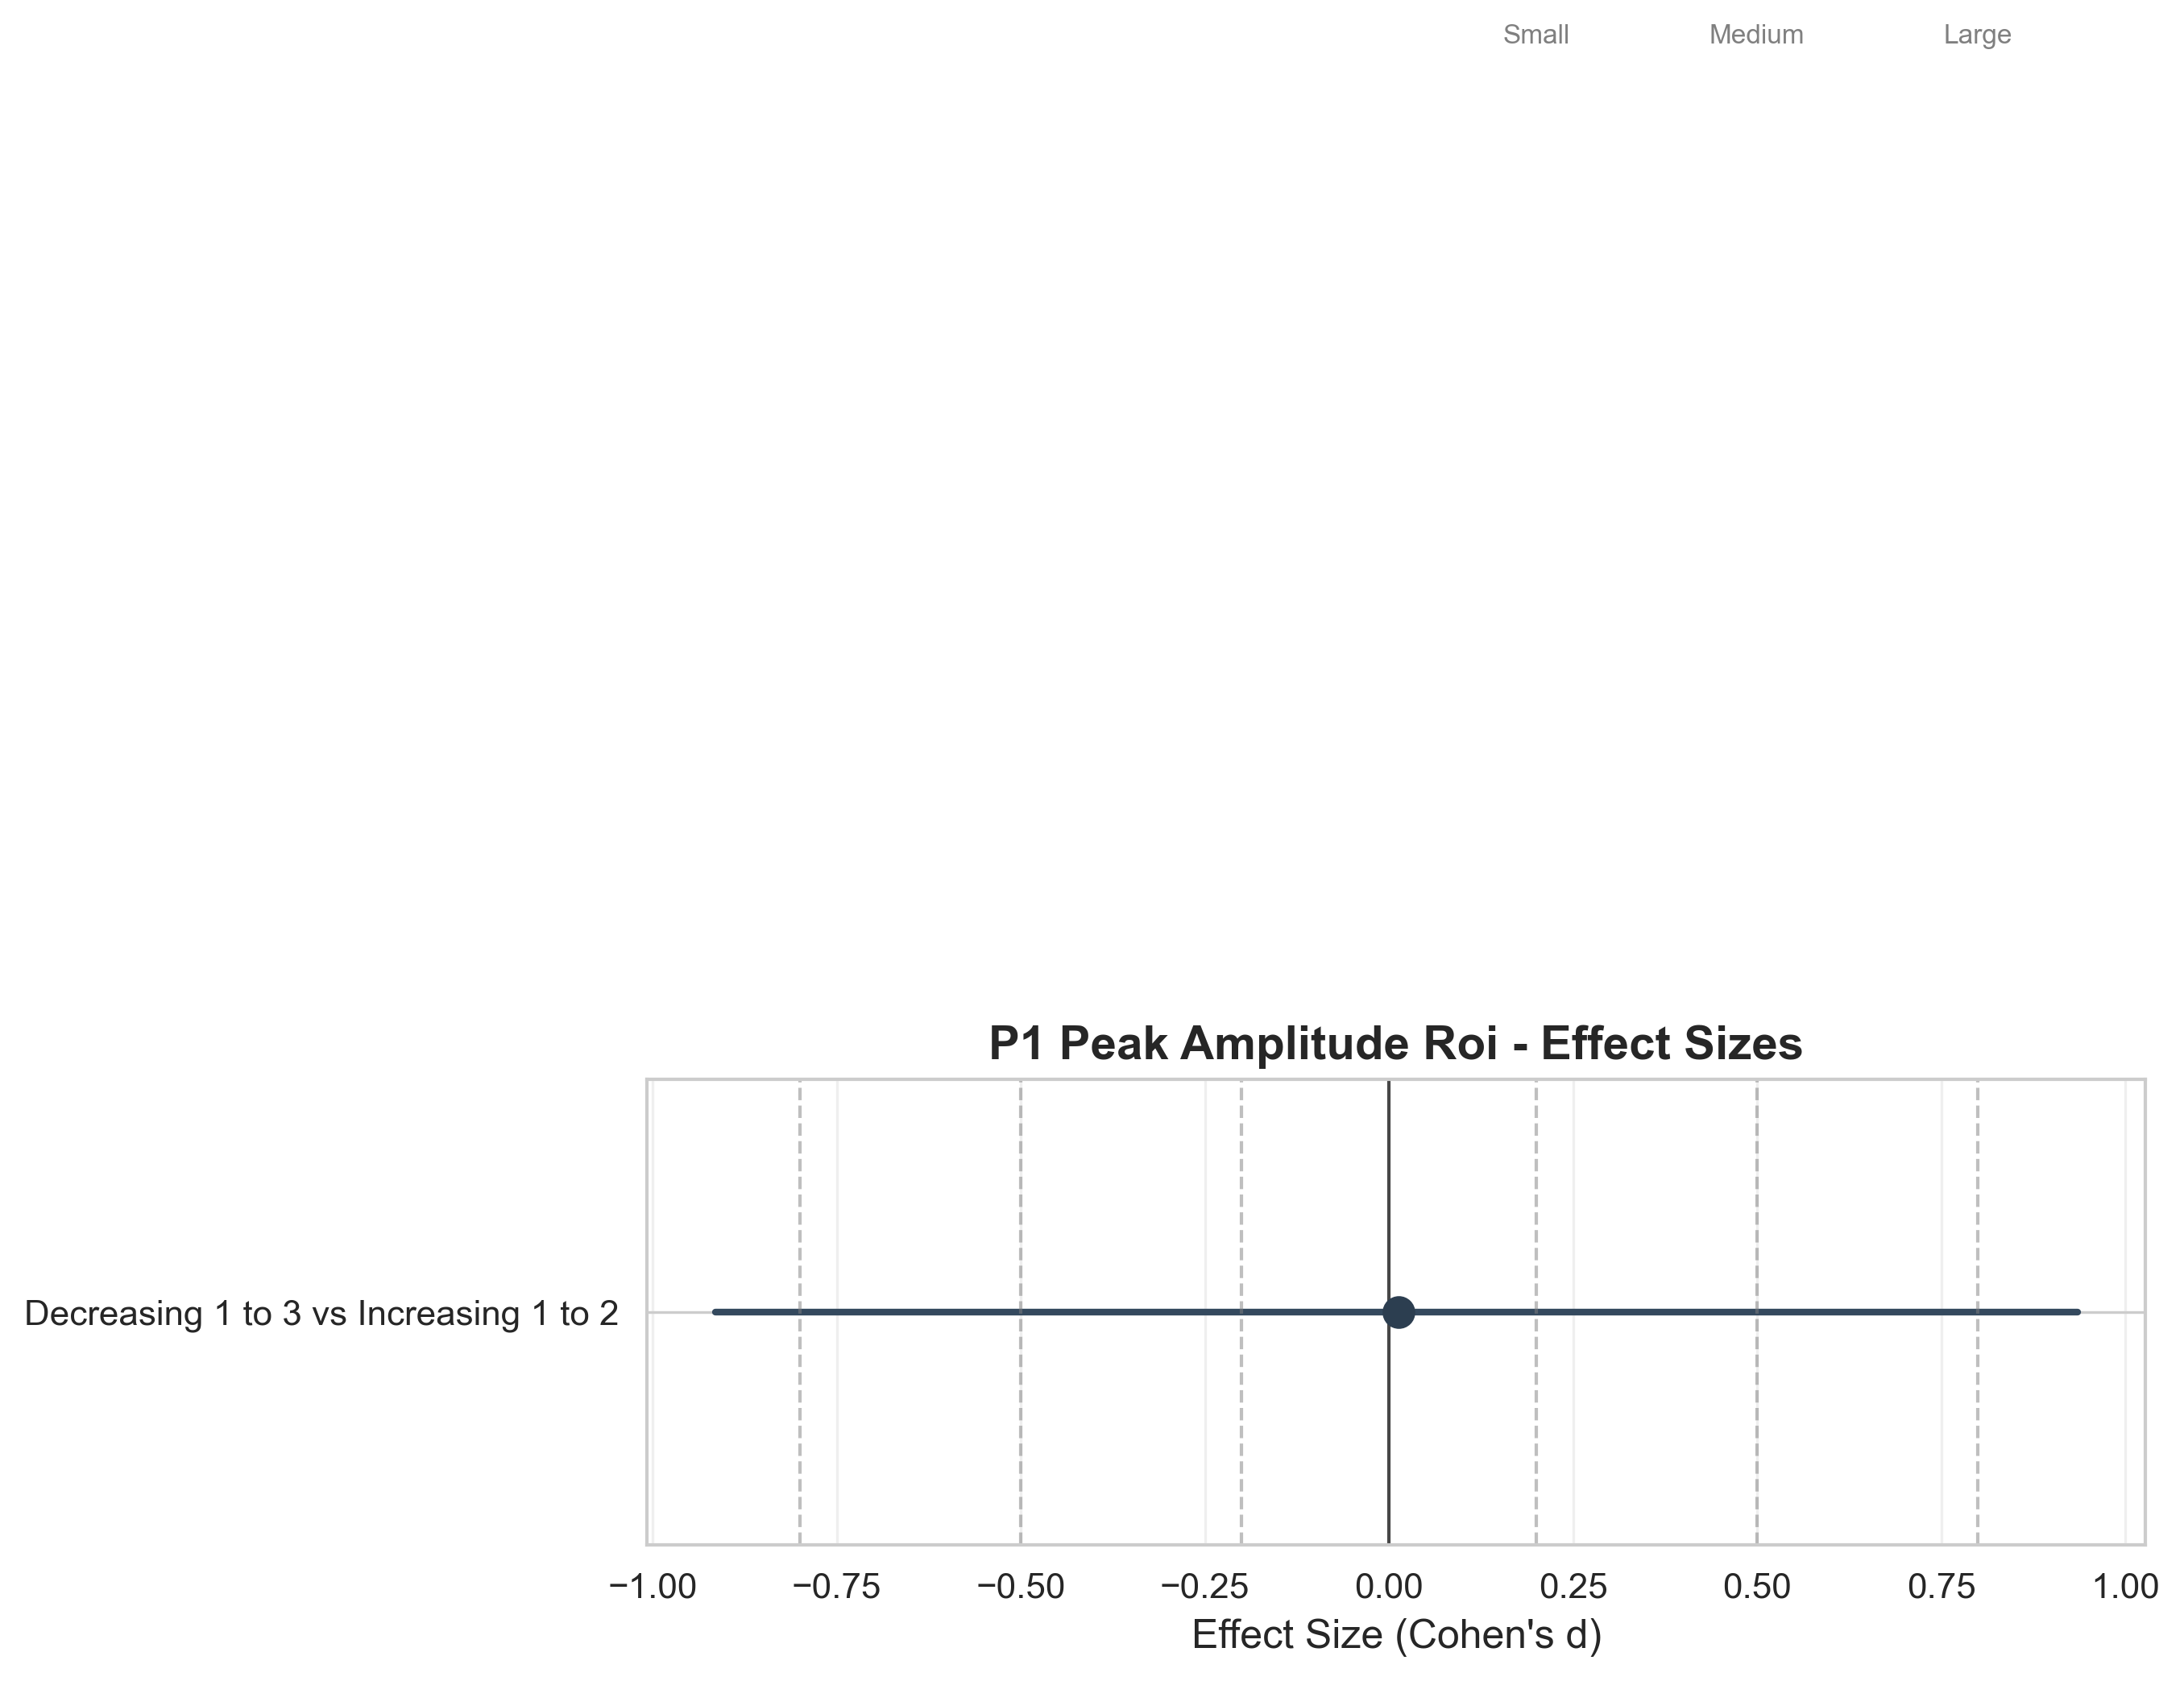 Small Medium Large
P1 Peak Amplitude Roi - Effect Sizes
Decreasing 1 to 3 vs Increasing 1 to 2
−1.00 −0.75 −0.50 −0.25 0.00 0.25 0.50 0.75 1.00
Effect Size (Cohen's d)